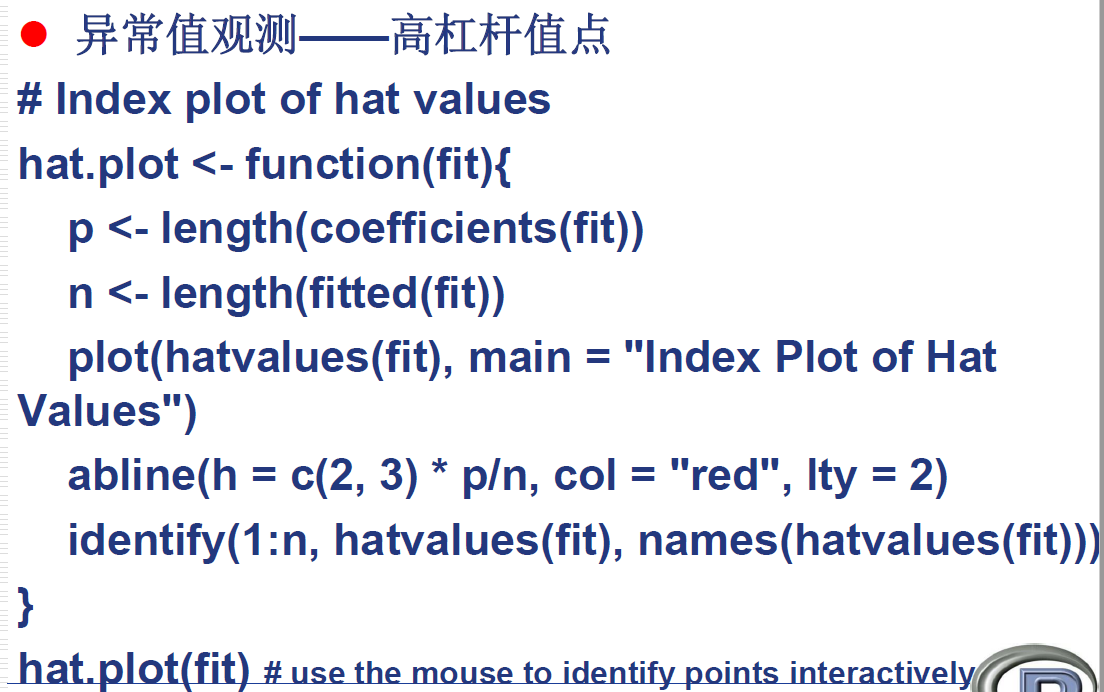 异常值观测——高杠杆值点
# Index plot of hat values
hat.plot <- function(fit){
p <- length(coefficients(fit))
n <- length(fitted(fit))
plot(hatvalues(fit), main = "Index Plot of Hat
Values")
abline(h = c(2, 3) * p/n, col = "red", lty = 2)
identify(1:n, hatvalues(fit), names(hatvalues(fit)))
}
hat.plot(fit) # use the mouse to identify points interactively
R